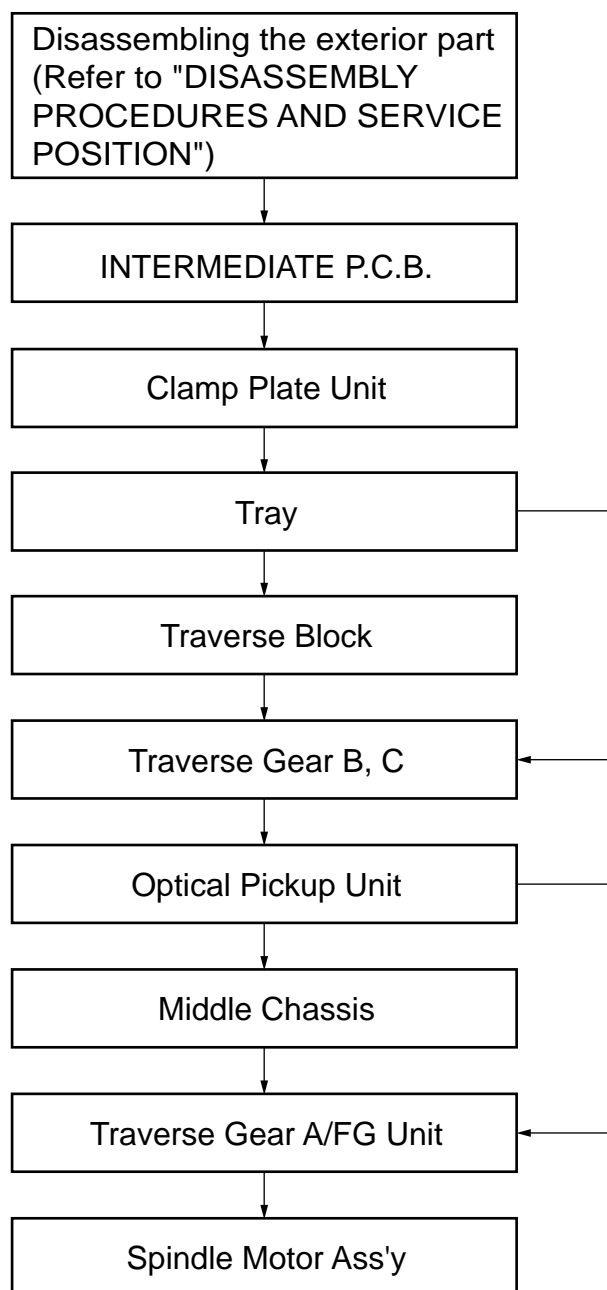 Disassembling the exterior part
(Refer to "DISASSEMBLY
PROCEDURES AND SERVICE
POSITION")
INTERMEDIATE P.C.B.
Clamp Plate Unit
Tray
Traverse Block
Traverse Gear B, C
Optical Pickup Unit
Middle Chassis
Traverse Gear A/FG Unit
Spindle Motor Ass'y